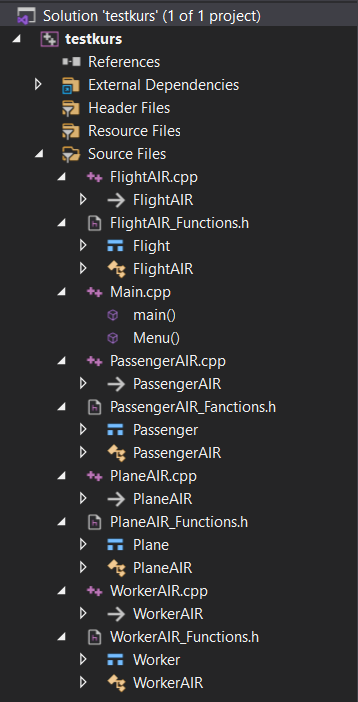 Solution 'testkurs' (1 of 1 project)
testkurs
References
External Dependencies
Header Files
Resource Files
Source Files
FlightAIR.cpp
FlightAIR
FlightAIR_Functions.h
Flight
FlightAIR
Main.cpp
main()
Menu()
PassengerAIR.cpp
PassengerAIR
PassengerAIR_Fanctions.h
Passenger
PassengerAIR
PlaneAIR.cpp
PlaneAIR
PlaneAIR_Functions.h
Plane
PlaneAIR
WorkerAIR.cpp
WorkerAIR
WorkerAIR_Functions.h
Worker
WorkerAIR